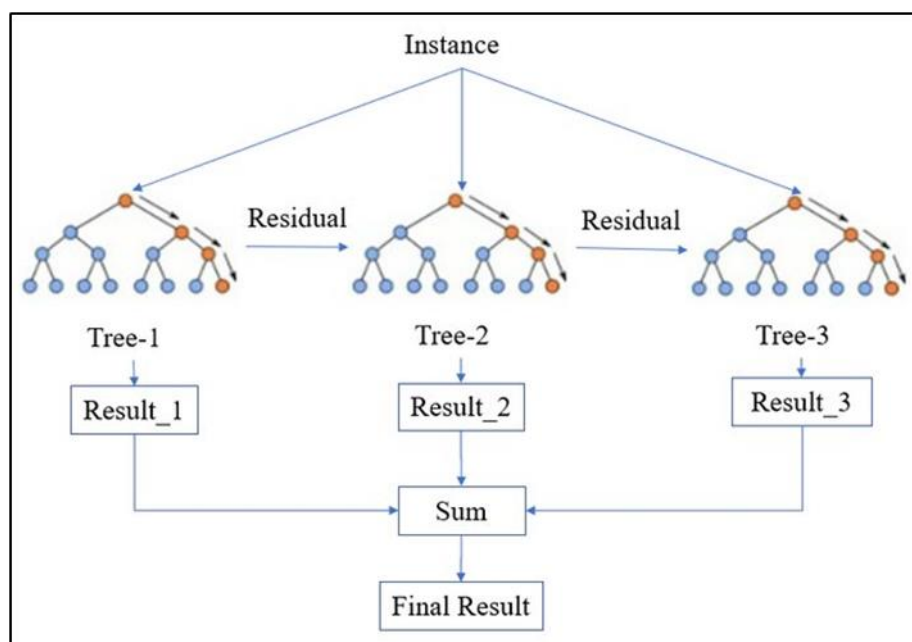 Instance
Residual
Residual
Tree-1
Tree-2
Tree-3
Result_1
Result_2
Result_3
Sum
Final Result